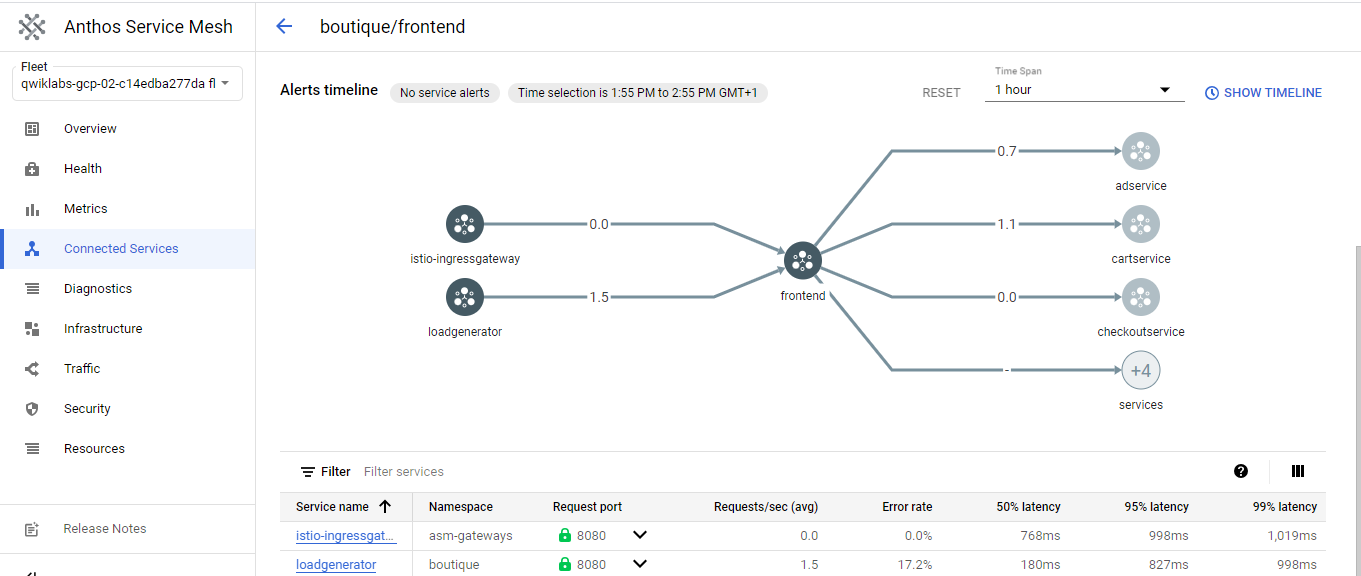 Anthos Service Mesh
boutique/frontend
Fleet
qwiklabs-gcp-02-c14edba277da fl
Overview
Health
Metrics
Connected Services
Diagnostics
Infrastructure
Traffic
Security
Resources
Release Notes
Alerts timeline
No service alerts
Time selection is 1:55 PM to 2:55 PM GMT+1
RESET
Time Span
1 hour
SHOW TIMELINE
0.7
adservice
0.0
istio-ingressgateway
1.1
cartservice
frontend
1.5
loadgenerator
0.0
checkoutservice
-
+4
services
Filter Filter services
Service name Namespace Request port Requests/sec (avg) Error rate 50% latency 95% latency 99% latency
istio-ingressgat... asm-gateways 8080 0.0 0.0% 768ms 998ms 1,019ms
loadgenerator boutique 8080 1.5 17.2% 180ms 827ms 998ms